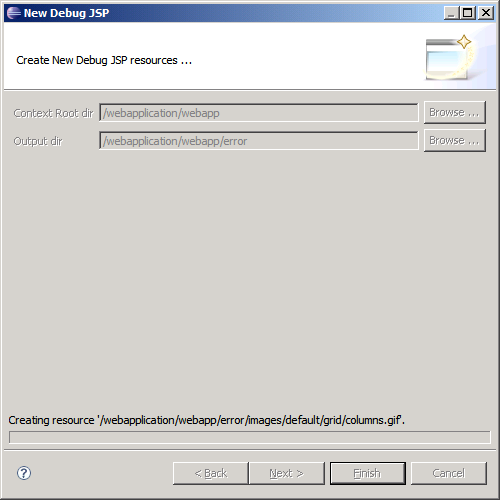 New Debug JSP
Create New Debug JSP resources ...
Context Root dir /webapplication/webapp Browse ...
Output dir /webapplication/webapp/error Browse ...
Creating resource '/webapplication/webapp/error/images/default/grid/columns.gif'.
? < Back Next > Finish Cancel